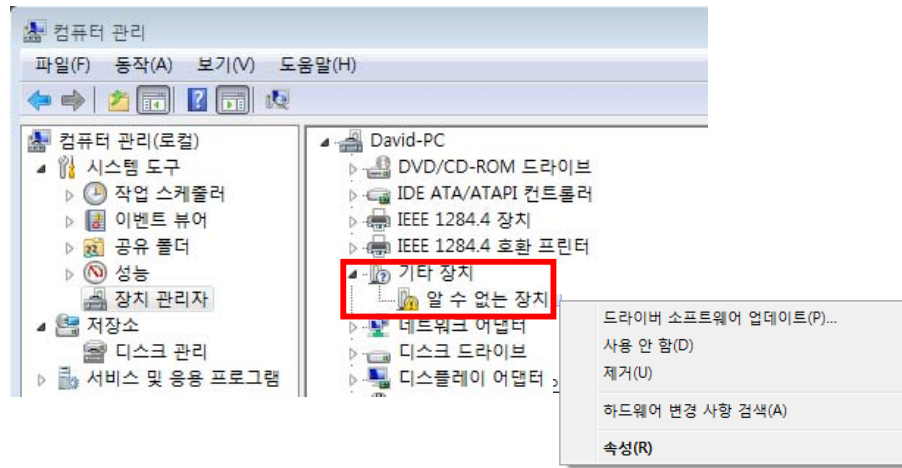 컴퓨터 관리
파일(F) 동작(A) 보기(V) 도움말(H)
컴퓨터 관리(로컬)
시스템 도구
작업 스케줄러
이벤트 뷰어
공유 폴더
성능
장치 관리자
저장소
디스크 관리
서비스 및 응용 프로그램
David-PC
DVD/CD-ROM 드라이브
IDE ATA/ATAPI 컨트롤러
IEEE 1284.4 장치
IEEE 1284.4 호환 프린터
기타 장치
알 수 없는 장치
네트워크 어댑터
디스크 드라이브
디스플레이 어댑터
드라이버 소프트웨어 업데이트(P)...
사용 안 함(D)
제거(U)
하드웨어 변경 사항 검색(A)
속성(R)